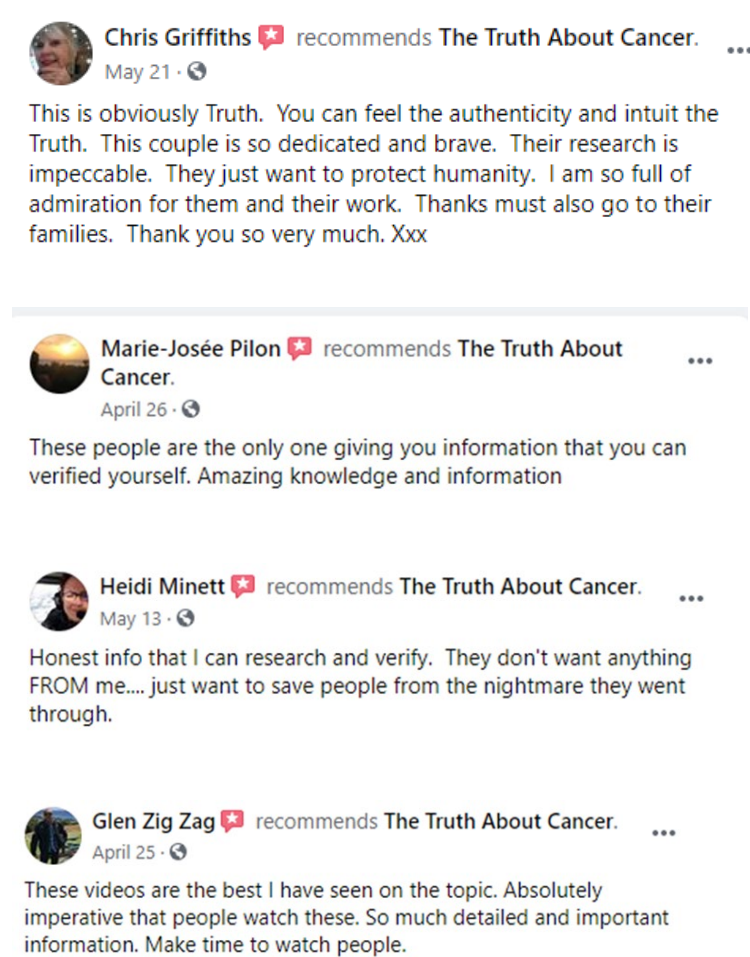 Chris Griffiths recommends The Truth About Cancer.
May 21 ·
This is obviously Truth. You can feel the authenticity and intuit the
Truth. This couple is so dedicated and brave. Their research is
impeccable. They just want to protect humanity. I am so full of
admiration for them and their work. Thanks must also go to their
families. Thank you so very much. Xxx
Marie-Josée Pilon recommends The Truth About
Cancer.
April 26 ·
These people are the only one giving you information that you can
verified yourself. Amazing knowledge and information
Heidi Minett recommends The Truth About Cancer.
May 13 ·
Honest info that I can research and verify. They don't want anything
FROM me.... just want to save people from the nightmare they went
through.
Glen Zig Zag recommends The Truth About Cancer.
April 25 ·
These videos are the best I have seen on the topic. Absolutely
imperative that people watch these. So much detailed and important
information. Make time to watch people.